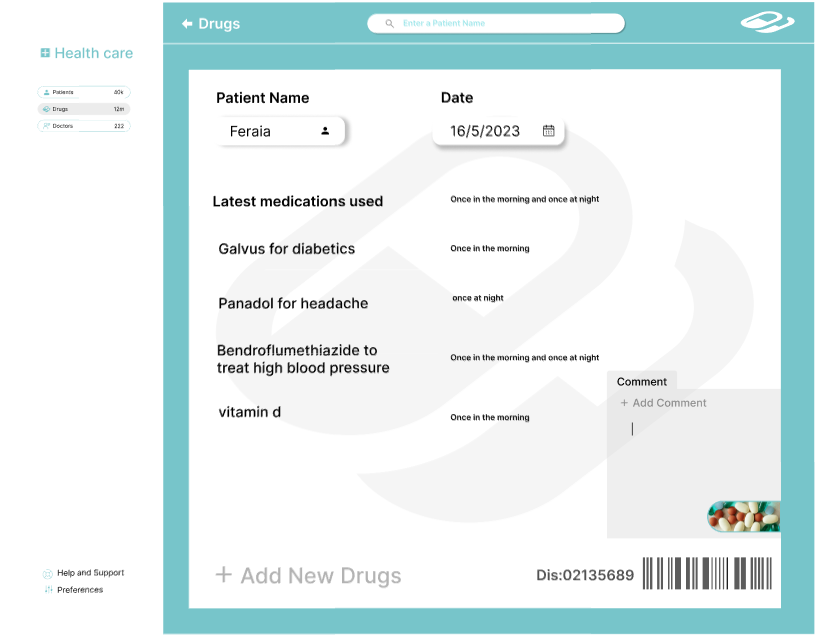 Drugs
Enter a Patient Name
Health care
Patients 80k
Drugs 12m
Doctors 222
Patient Name
Date
Feraia
16/5/2023
Latest medications used
Once in the morning and once at night
Galvus for diabetics
Once in the morning
Panadol for headache
once at night
Bendroflumethiazide to
treat high blood pressure
Once in the morning and once at night
vitamin d
Once in the morning
Comment
+ Add Comment
+ Add New Drugs
Dis:02135689
Help and Support
Preferences